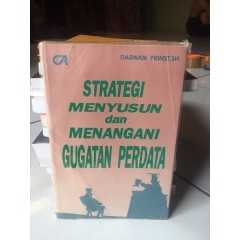 CA
DARWAN PRINST, SH.
STRATEGI
MENYUSUN
dan
MENANGANI
GUGATAN PERDATA